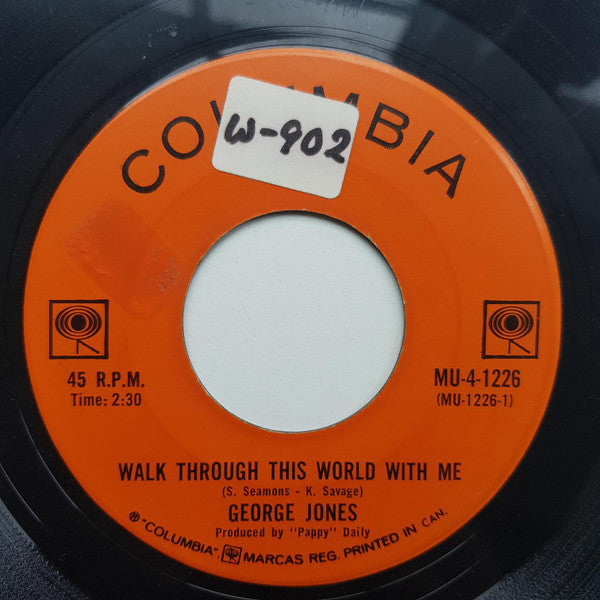 COLUMBIA
W-902
45 R.P.M.
Time: 2:30
MU-4-1226
(MU-1226-1)
WALK THROUGH THIS WORLD WITH ME
(S. Seamons - K. Savage)
GEORGE JONES
Produced by "Pappy" Daily
® "COLUMBIA", MARCAS REG. PRINTED IN CAN.